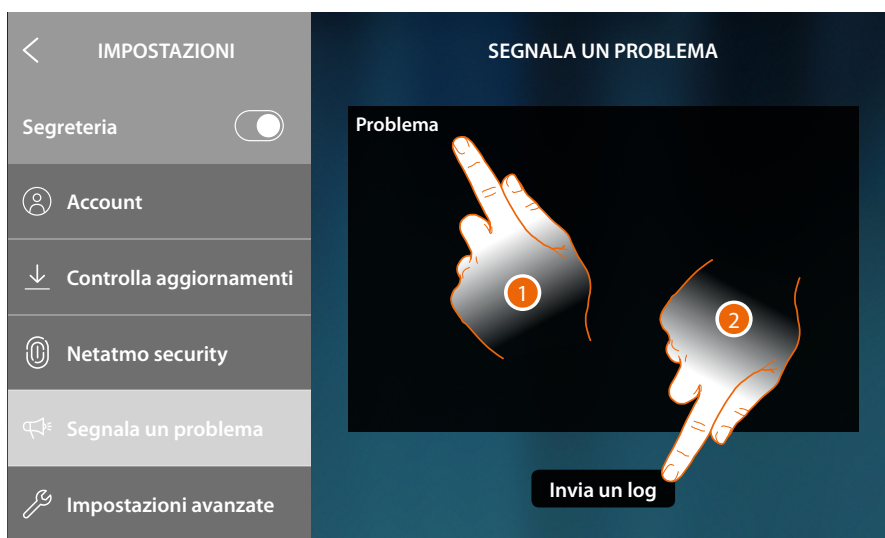 IMPOSTAZIONI
Segreteria
Account
Controlla aggiornamenti
Netatmo security
Segnala un problema
Impostazioni avanzate
SEGNALA UN PROBLEMA
Problema
1
2
Invia un log